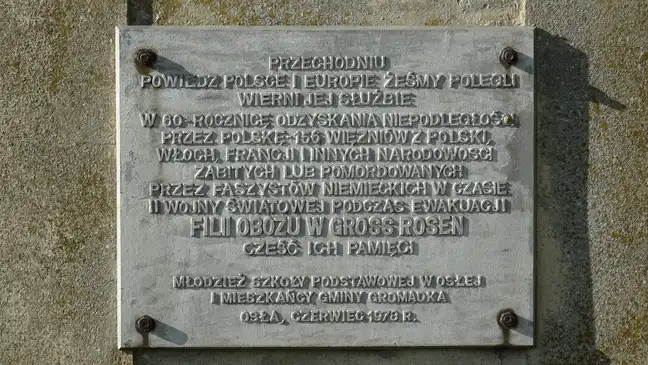 PRZECHODNIU
POWIEDZ POLSCE I EUROPIE ŻEŚMY POLEGLI
WIERNI JEJ SŁUŻBIE
W 60-ROCZNICĘ ODZYSKANIA NIEPODLEGŁOŚCI
PRZEZ POLSKĘ-156 WIĘŹNIÓW Z POLSKI,
WŁOCH, FRANCJI I INNYCH NARODOWOŚCI
ZABITYCH LUB POMORDOWANYCH
PRZEZ FASZYSTÓW NIEMIECKICH W CZASIE
II WOJNY ŚWIATOWEJ PODCZAS EWAKUACJI
FILII OBOZU W GROSS ROSEN
CZEŚĆ ICH PAMIĘCI
MŁODZIEŻ SZKOŁY PODSTAWOWEJ W OSŁEJ
I MIESZKAŃCY GMINY GROMADKA
OSŁA, CZERWIEC 1978 R.